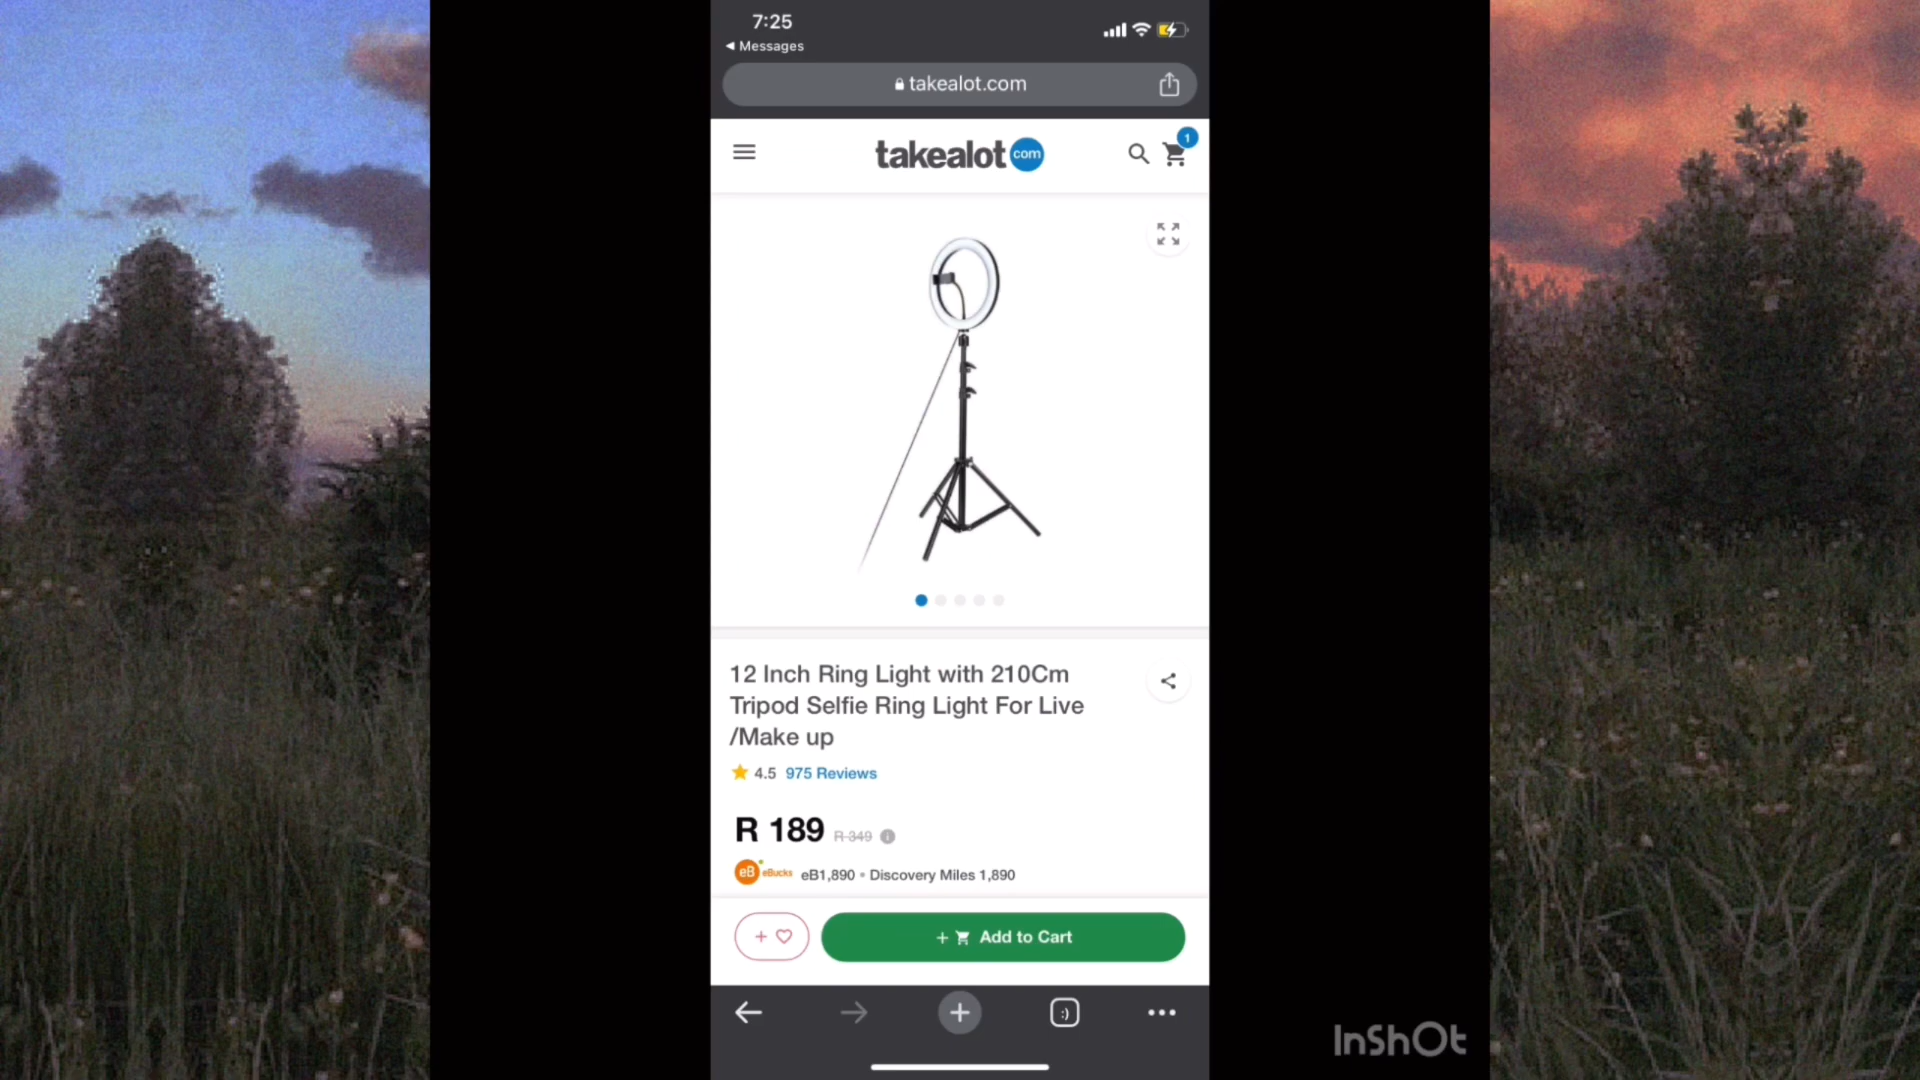 7:25
◀ Messages
takealot.com
1
takealot com
12 Inch Ring Light with 210Cm
Tripod Selfie Ring Light For Live
/Make up
4.5 975 Reviews
R 189 R 349
eB eBucks eB1,890 • Discovery Miles 1,890
+ Add to Cart
:)
InShOt